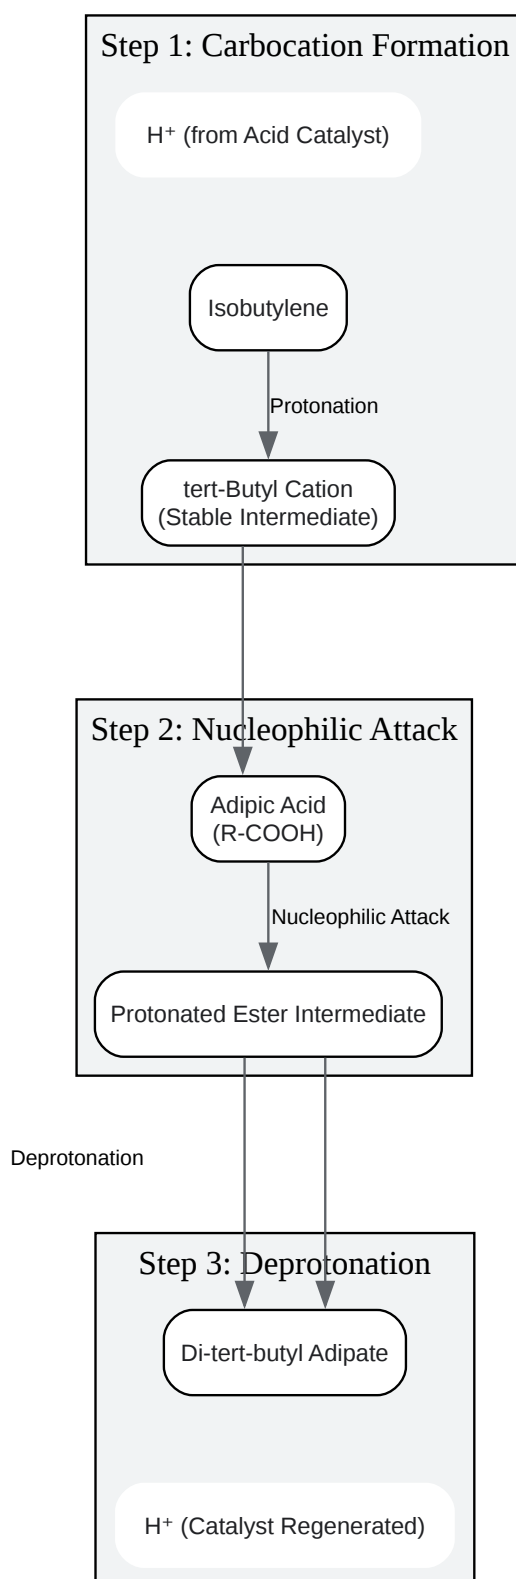 Step 1: Carbocation Formation
H⁺ (from Acid Catalyst)
Isobutylene
Protonation
tert-Butyl Cation
(Stable Intermediate)
Step 2: Nucleophilic Attack
Adipic Acid
(R-COOH)
Nucleophilic Attack
Protonated Ester Intermediate
Deprotonation
Step 3: Deprotonation
Di-tert-butyl Adipate
H⁺ (Catalyst Regenerated)